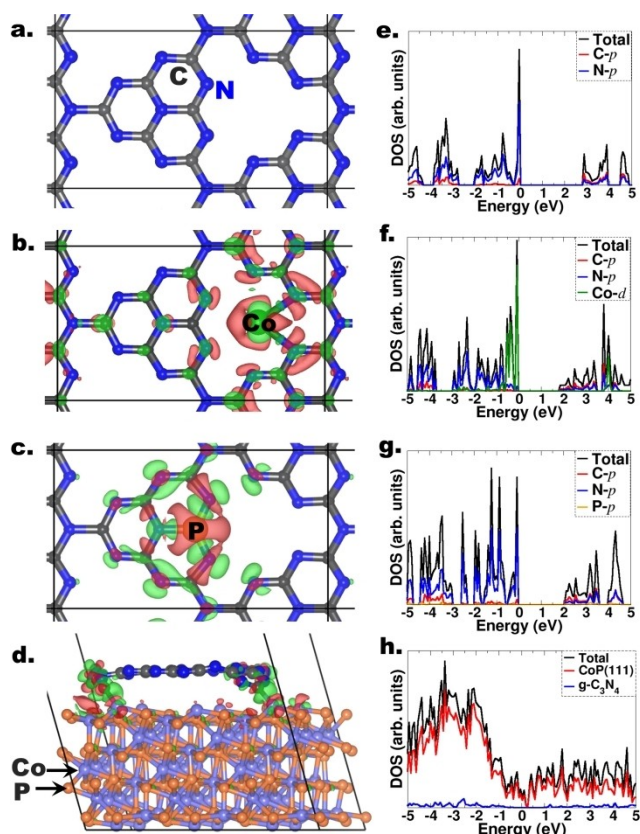 a.
C
N
b.
Co
c.
P
d.
Co
P
e.
DOS (arb. units)
Total
C-p
N-p
-5 -4 -3 -2 -1 0 1 2 3 4 5
Energy (eV)
f.
DOS (arb. units)
Total
C-p
N-p
Co-d
-5 -4 -3 -2 -1 0 1 2 3 4 5
Energy (eV)
g.
DOS (arb. units)
Total
C-p
N-p
P-p
-5 -4 -3 -2 -1 0 1 2 3 4 5
Energy (eV)
h.
DOS (arb. units)
Total
CoP(111)
g-C₃N₄
-5 -4 -3 -2 -1 0 1 2 3 4 5
Energy (eV)